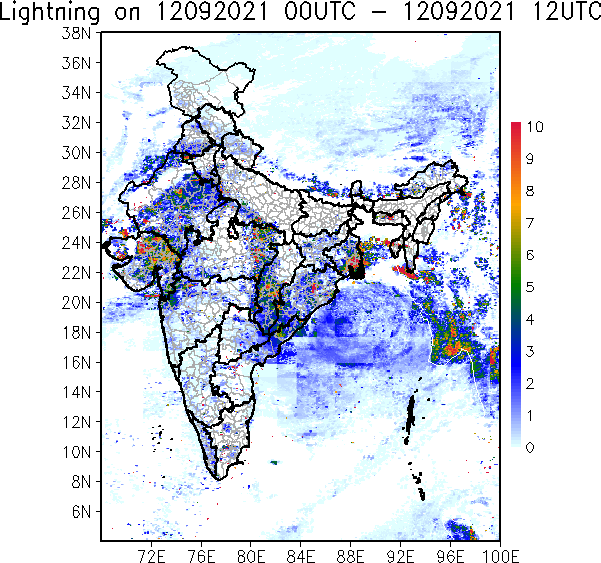 Lightning on 12092021 00UTC – 12092021 12UTC
38N
36N
34N
32N
30N
28N
26N
24N
22N
20N
18N
16N
14N
12N
10N
8N
6N
72E 76E 80E 84E 88E 92E 96E 100E
10
9
8
7
6
5
4
3
2
1
0